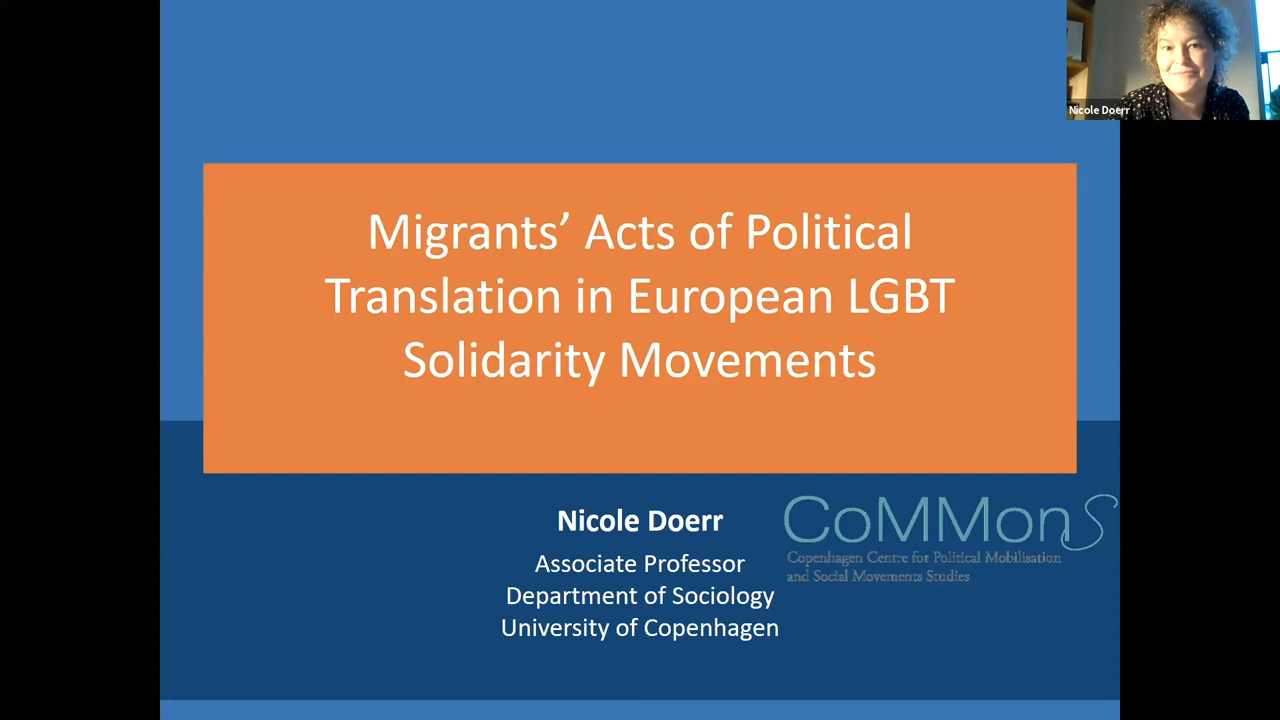 Nicole Doerr
Migrants’ Acts of Political
Translation in European LGBT
Solidarity Movements
Nicole Doerr
Associate Professor
Department of Sociology
University of Copenhagen
CoMMonS
Copenhagen Centre for Political Mobilisation
and Social Movements Studies